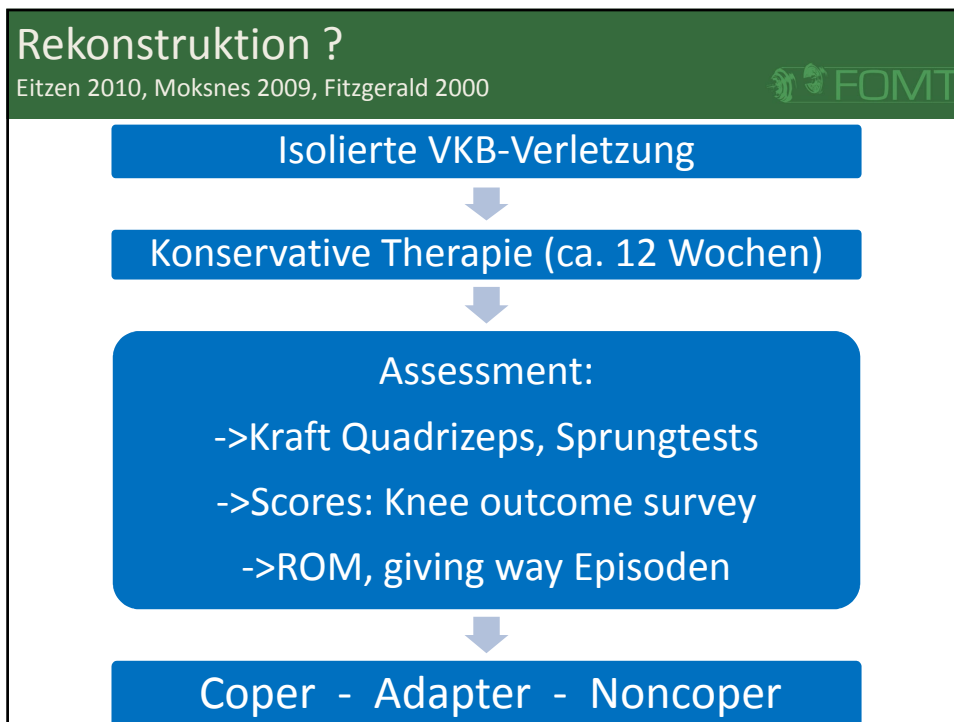 Rekonstruktion ?
Eitzen 2010, Moksnes 2009, Fitzgerald 2000
FOMT
Isolierte VKB-Verletzung
Konservative Therapie (ca. 12 Wochen)
Assessment:
->Kraft Quadrizeps, Sprungtests
->Scores: Knee outcome survey
->ROM, giving way Episoden
Coper - Adapter - Noncoper